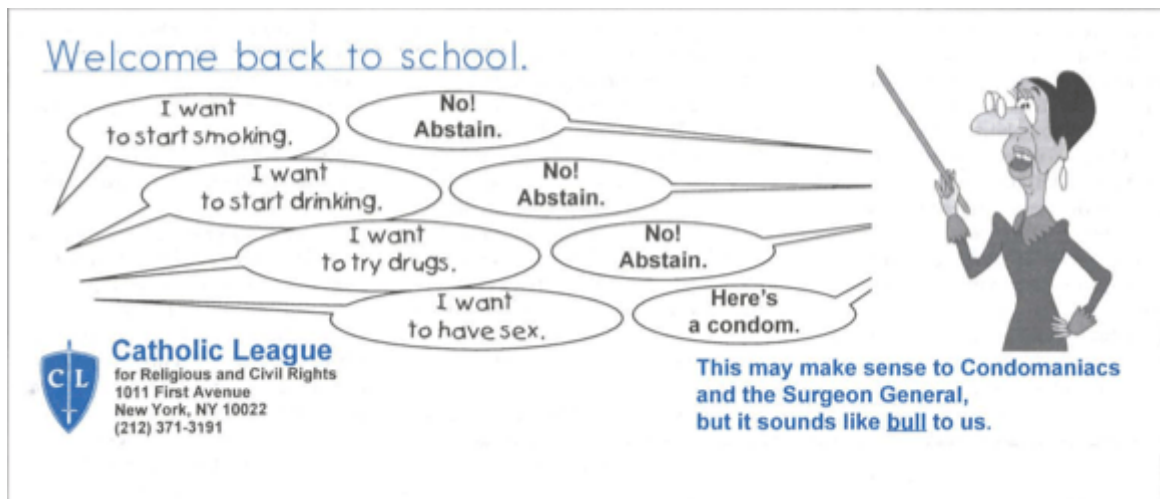 Welcome back to school.
I want
to start smoking.
No!
Abstain.
I want
to start drinking.
No!
Abstain.
I want
to try drugs.
No!
Abstain.
I want
to have sex.
Here's
a condom.
C L
Catholic League
for Religious and Civil Rights
1011 First Avenue
New York, NY 10022
(212) 371-3191
This may make sense to Condomaniacs
and the Surgeon General,
but it sounds like bull to us.